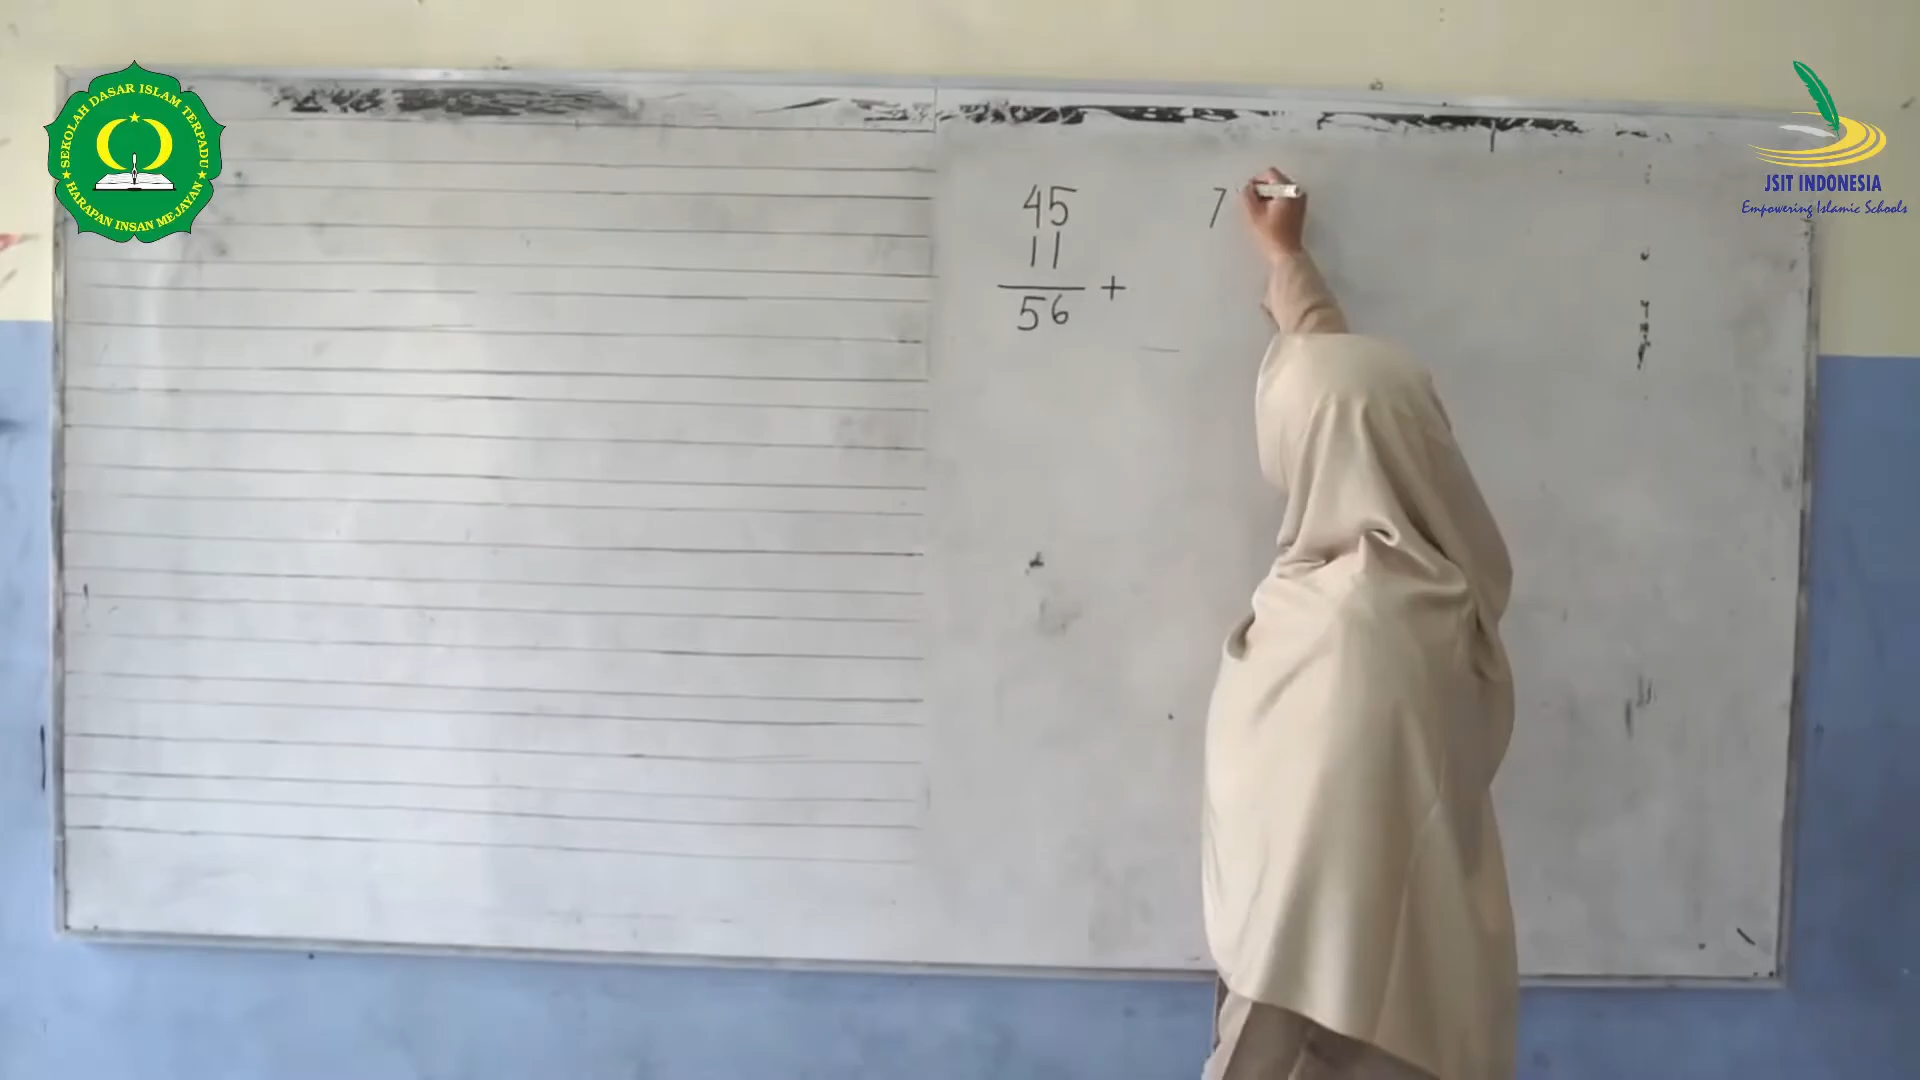 SEKOLAH DASAR ISLAM TERPADU
HARAPAN INSAN MEJAYAN
JSIT INDONESIA
Empowering Islamic Schools
45
11
+
56
7